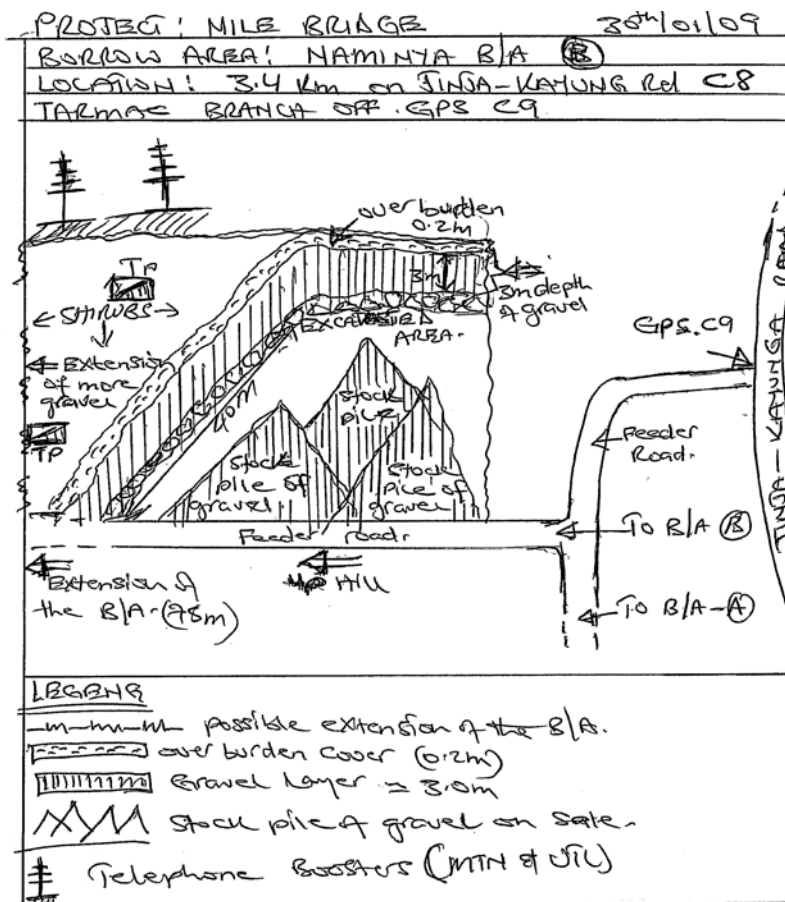 PROJECT: MILE BRIDGE 30th/01/09
BORROW AREA: NAMINYA B/A (B)
LOCATION: 3.4 Km on JINJA-KAYUNG Rd C8
TARMAC BRANCH OFF. GPS C9
over burden
0.2m
TP
3m
SHRUBS
3m depth
of gravel
EXCAVATED
AREA.
GPS.C9
JINJA-KAYUNGA
Extension
of more
gravel
40m
Stock
pile
Feeder
Road.
TP
Stock
pile of
gravel
Stock
pile of
gravel
Feeder road.
TO B/A (B)
Extension of
the B/A-(78m)
H/U
TO B/A-(A)
LEGEND
possible extension of the B/A.
over burden cover (0.2m)
Gravel Layer ≃ 3.0m
Stock pile of gravel on sale.
Telephone Boosters (MTN & UTL)